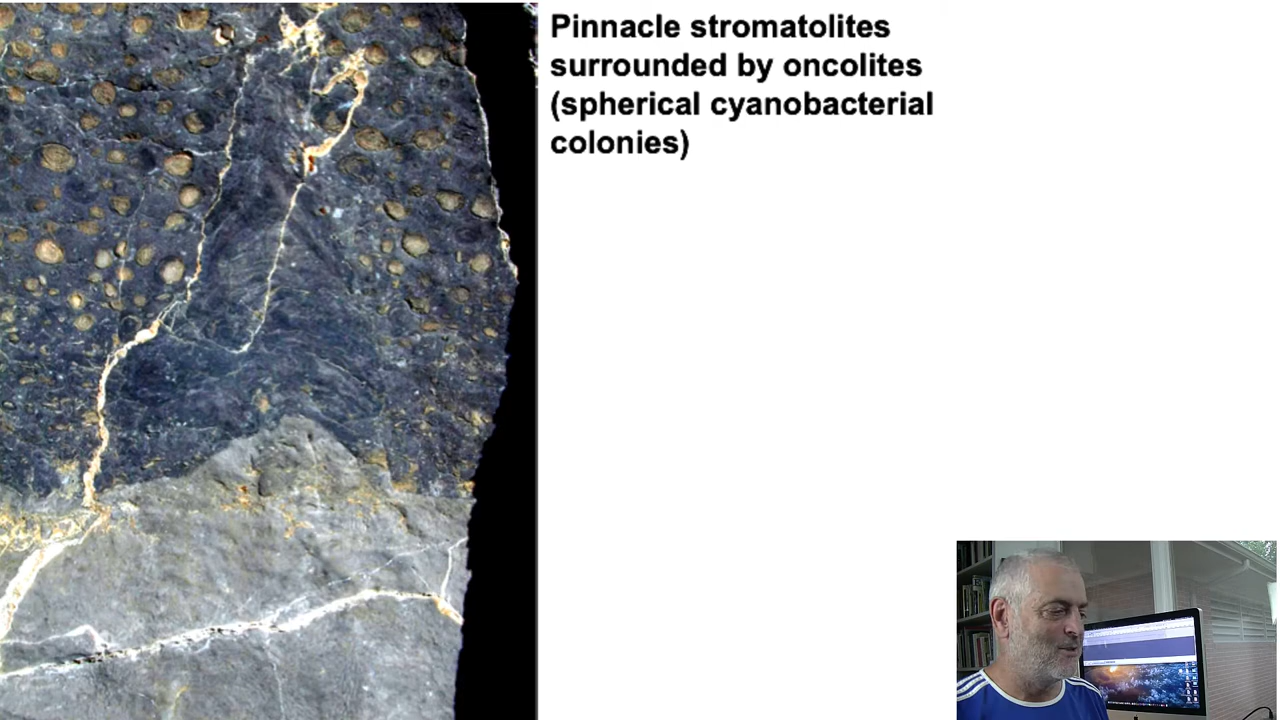 Pinnacle stromatolites
surrounded by oncolites
(spherical cyanobacterial
colonies)